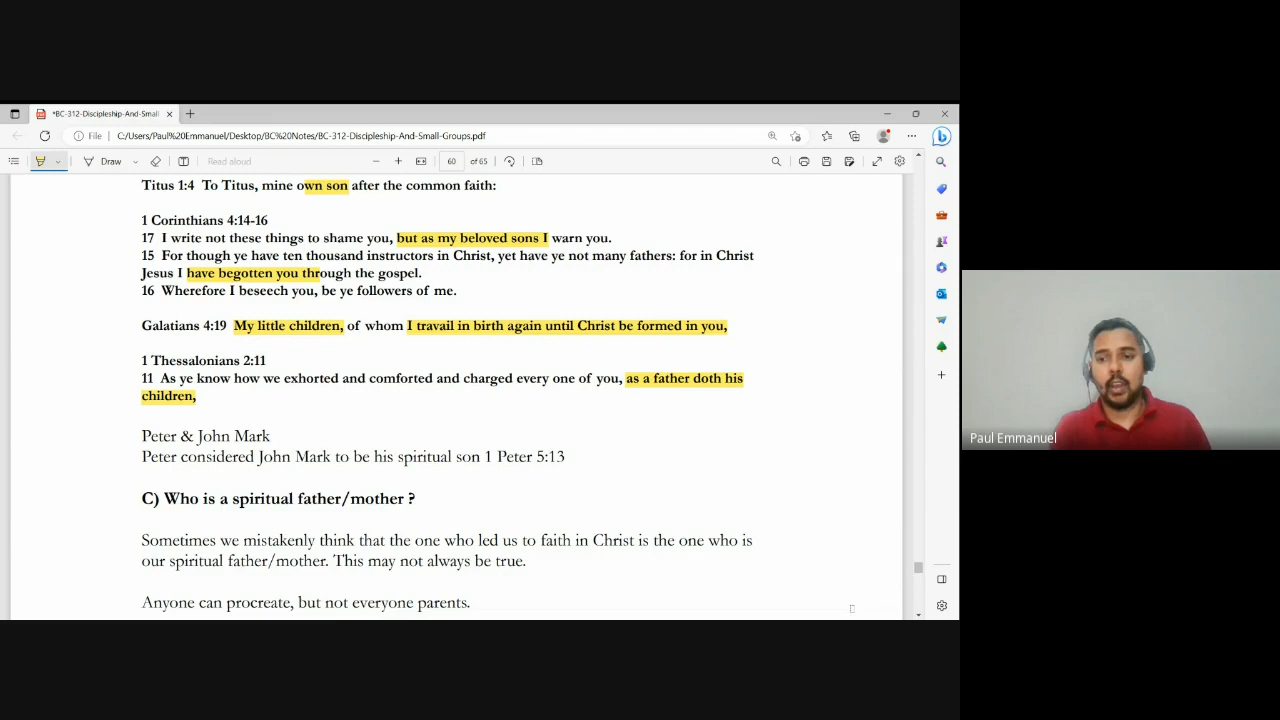 *BC-312-Discipleship-And-Small
File
C:/Users/Paul%20Emmanuel/Desktop/BC%20Notes/BC-312-Discipleship-And-Small-Groups.pdf
Draw
Read aloud
60 of 65
Titus 1:4 To Titus, mine own son after the common faith:
1 Corinthians 4:14-16
17 I write not these things to shame you, but as my beloved sons I warn you.
15 For though ye have ten thousand instructors in Christ, yet have ye not many fathers: for in Christ
Jesus I have begotten you through the gospel.
16 Wherefore I beseech you, be ye followers of me.
Galatians 4:19 My little children, of whom I travail in birth again until Christ be formed in you,
1 Thessalonians 2:11
11 As ye know how we exhorted and comforted and charged every one of you, as a father doth his
children,
Peter & John Mark
Peter considered John Mark to be his spiritual son 1 Peter 5:13
C) Who is a spiritual father/mother ?
Sometimes we mistakenly think that the one who led us to faith in Christ is the one who is
our spiritual father/mother. This may not always be true.
Anyone can procreate, but not everyone parents.
Paul Emmanuel